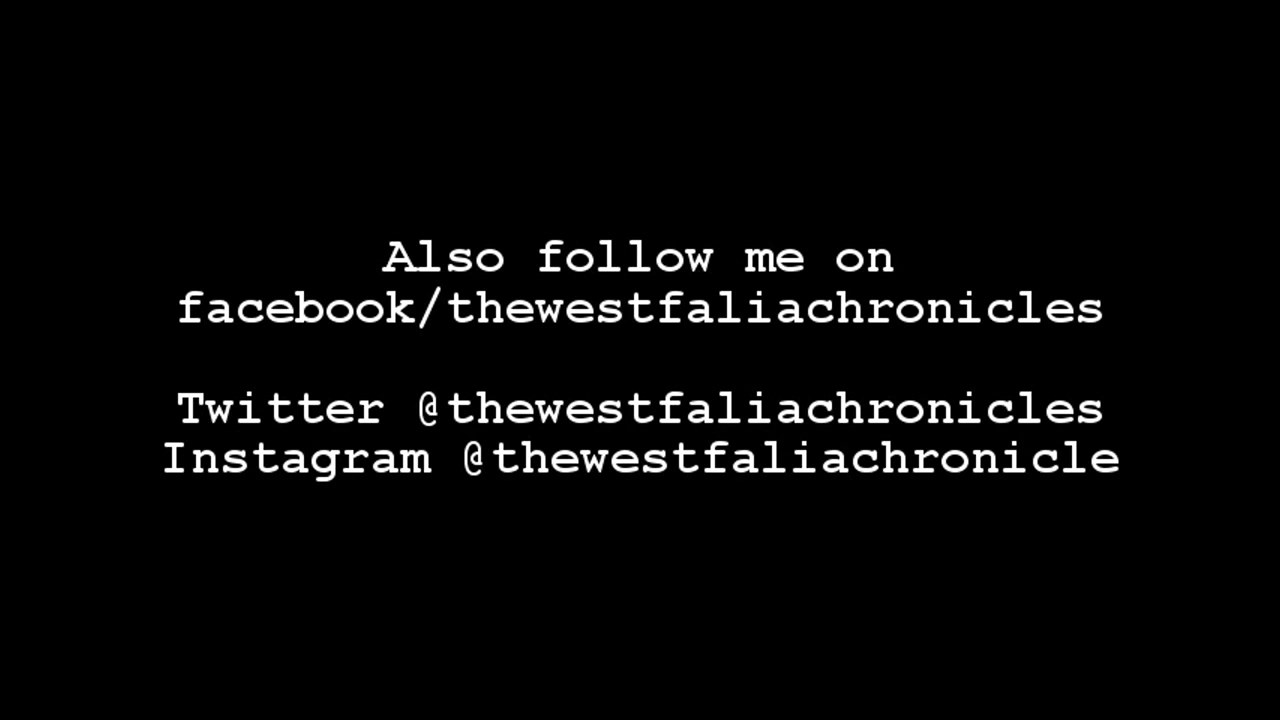 Also follow me on
facebook/thewestfaliachronicles
Twitter @thewestfaliachronicles
Instagram @thewestfaliachronicle